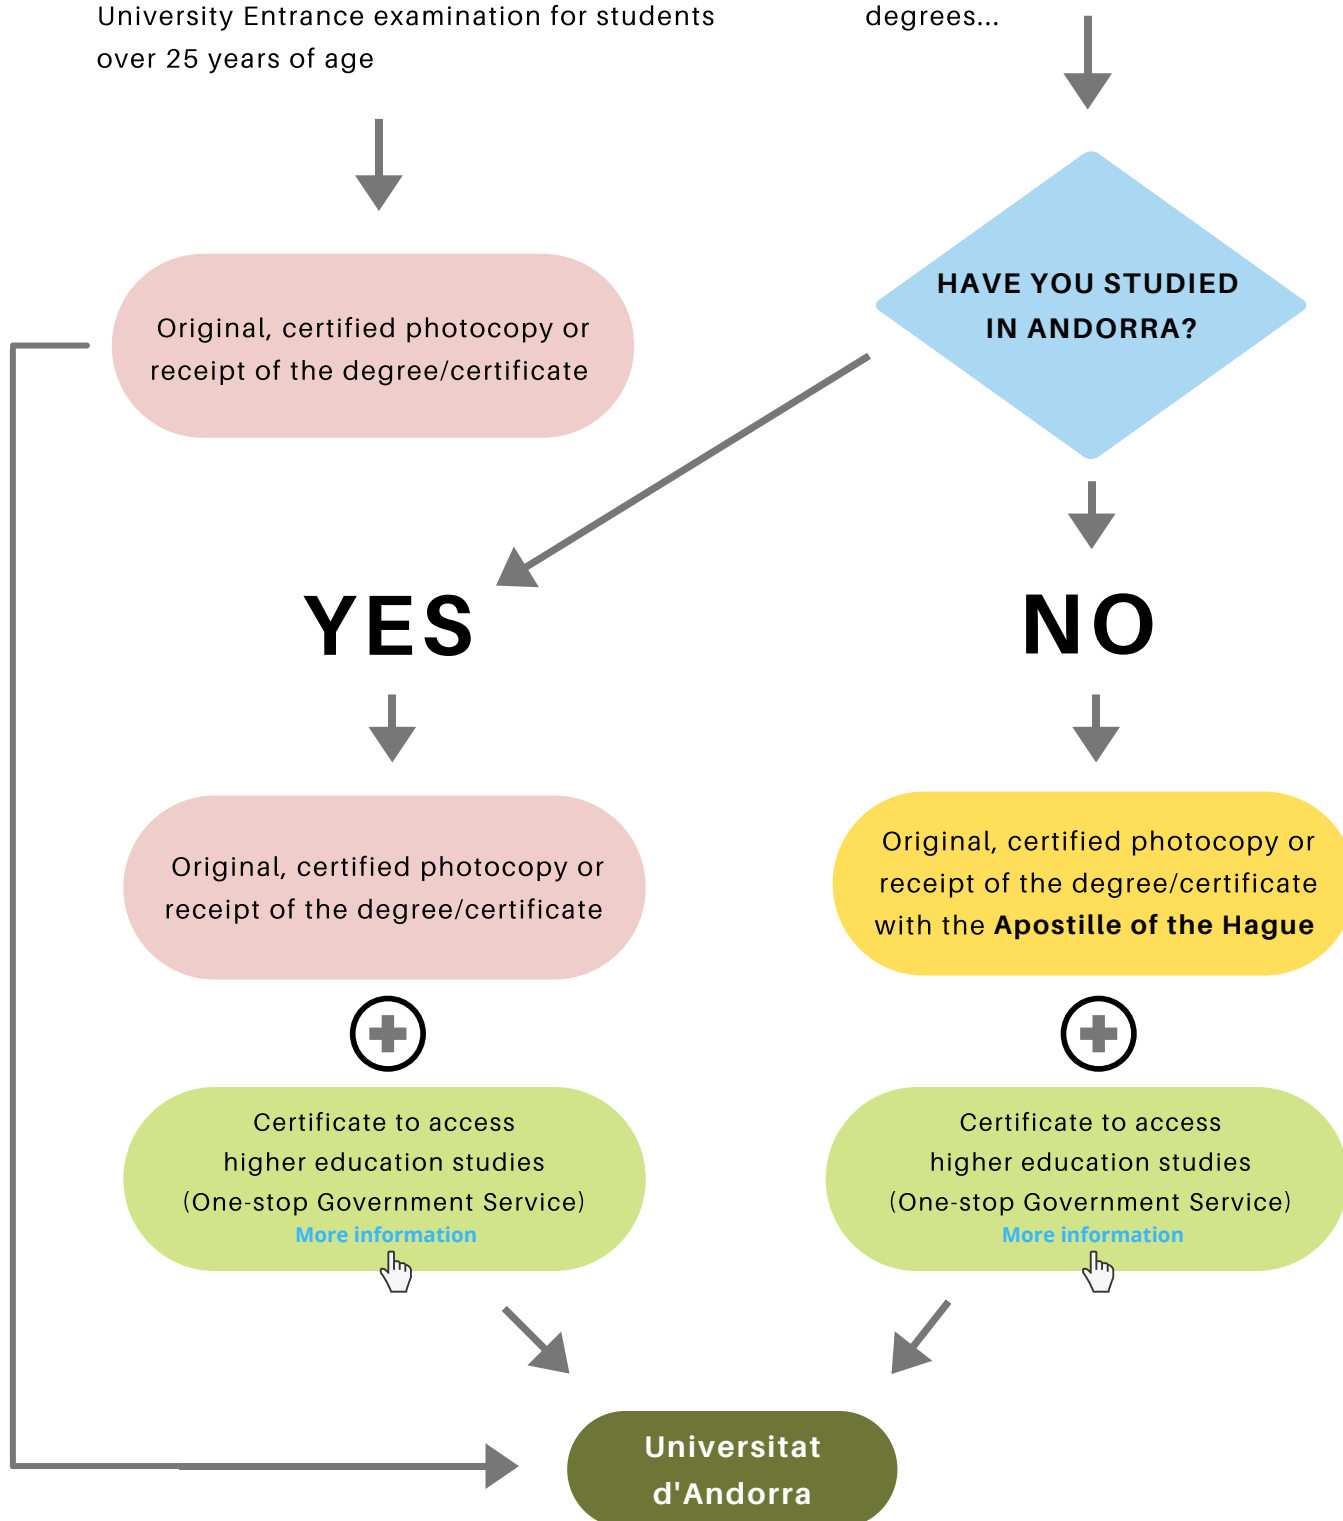 University Entrance examination for students
over 25 years of age
degrees...
HAVE YOU STUDIED
IN ANDORRA?
Original, certified photocopy or
receipt of the degree/certificate
YES
NO
Original, certified photocopy or
receipt of the degree/certificate
Original, certified photocopy or
receipt of the degree/certificate
with the Apostille of the Hague
Certificate to access
higher education studies
(One-stop Government Service)
More information
Certificate to access
higher education studies
(One-stop Government Service)
More information
Universitat
d'Andorra